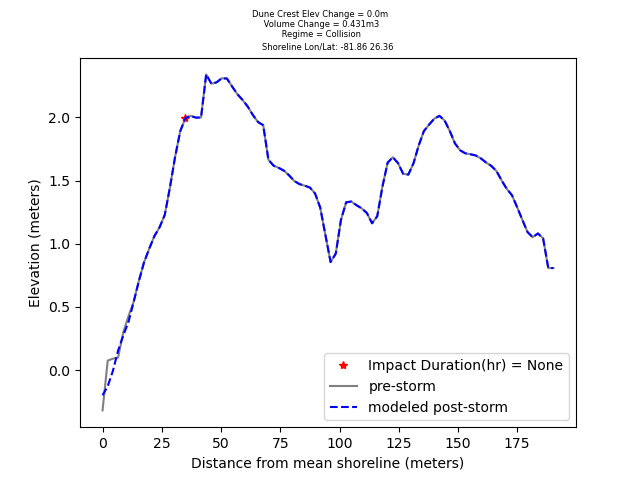 Dune Crest Elev Change = 0.0m
Volume Change = 0.431m3
Regime = Collision
Shoreline Lon/Lat: -81.86 26.36
Elevation (meters)
2.0
1.5
1.0
0.5
0.0
Impact Duration(hr) = None
pre-storm
modeled post-storm
0 25 50 75 100 125 150 175
Distance from mean shoreline (meters)